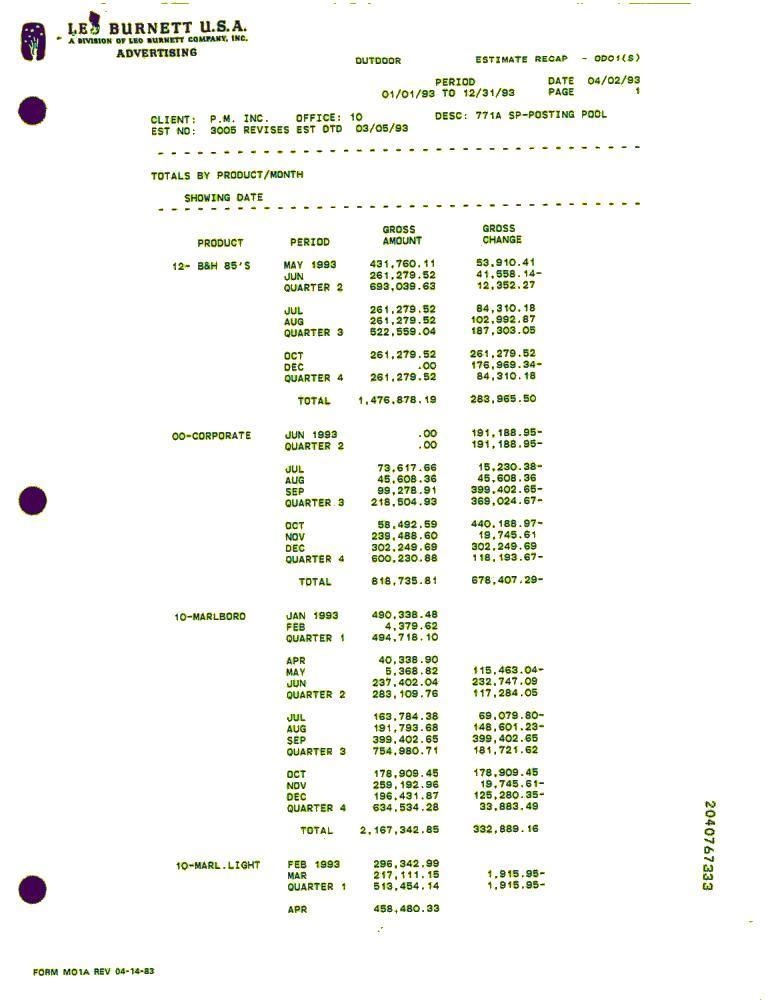 LEO BURNETT U.S.A.
A DIVISION OF LEO BURNETT COMPANY, INC.
ADVERTISING
OUTDOOR ESTIMATE RECAP - ODO1(S)
PERIOD DATE 04/02/93
01/01/93 TO 12/31/93 PAGE 1
CLIENT: P.M. INC. OFFICE: 10 DESC: 771A SP-POSTING POOL
EST NO: 3005 REVISES EST DTD 03/05/93
TOTALS BY PRODUCT/MONTH
SHOWING DATE
GROSS GROSS
PRODUCT PERIOD AMOUNT CHANGE
12- B&H 85'S MAY 1993 431,760.11 53,910.41
JUN 261,279.52 41,558.14-
QUARTER 2 693,039.63 12,352.27
JUL 261,279.52 84,310.18
AUG 261,279.52 102,992.87
QUARTER 3 522,559.04 187,303.05
OCT 261,279.52 261,279.52
DEC .00 176,969.34-
QUARTER 4 261,279.52 84,310.18
TOTAL 1,476,878.19 283,965.50
00-CORPORATE JUN 1993 .00 191,188.95-
QUARTER 2 .00 191,188.95-
JUL 73,617.66 15,230.38-
AUG 45,608.36 45,608.36
SEP 99,278.91 399,402.65-
QUARTER 3 218,504.93 369,024.67-
OCT 58,492.59 440,188.97-
NOV 239,488.60 19,745.61
DEC 302,249.69 302,249.69
QUARTER 4 600,230.88 118,193.67-
TOTAL 818,735.81 678,407.29-
10-MARLBORO JAN 1993 490,338.48
FEB 4,379.62
QUARTER 1 494,718.10
APR 40,338.90
MAY 5,368.82 115,463.04-
JUN 237,402.04 232,747.09
QUARTER 2 283,109.76 117,284.05
JUL 163,784.38 69,079.80-
AUG 191,793.68 148,601.23-
SEP 399,402.65 399,402.65
QUARTER 3 754,980.71 181,721.62
OCT 178,909.45 178,909.45
NOV 259,192.96 19,745.61-
DEC 196,431.87 125,280.35-
QUARTER 4 634,534.28 33,883.49
TOTAL 2,167,342.85 332,889.16
10-MARL.LIGHT FEB 1993 296,342.99
MAR 217,111.15 1,915.95-
QUARTER 1 513,454.14 1,915.95-
APR 458,480.33
2040767333
FORM MO1A REV 04-14-83